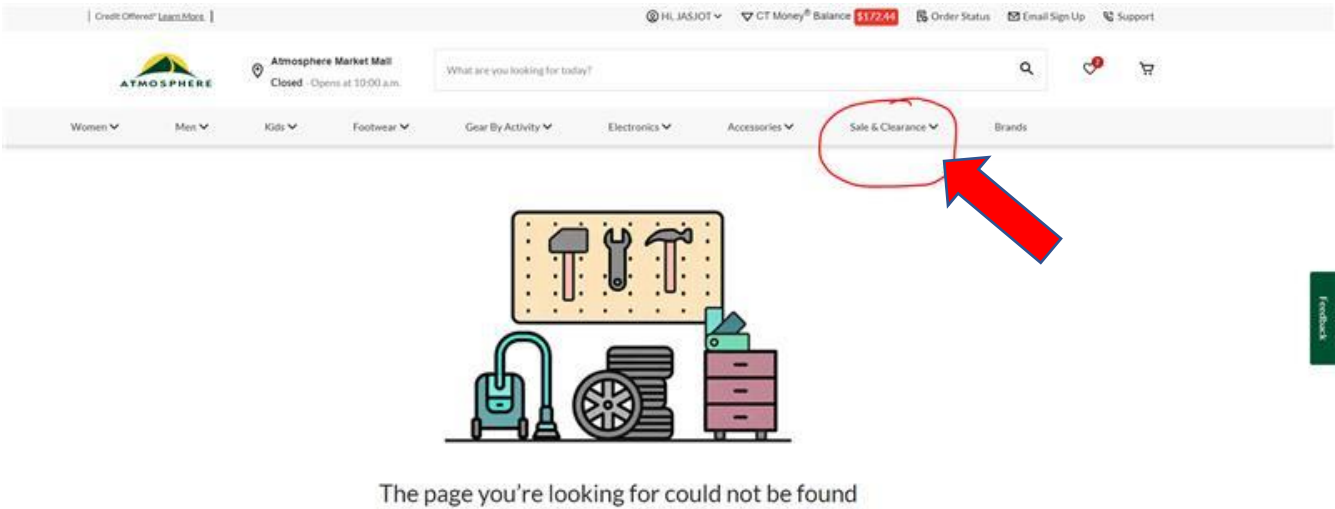 Credit Offered* Learn More
Hi, JASJOT CT Money® Balance $172.44 Order Status Email Sign Up Support
ATMOSPHERE
Atmosphere Market Mall
Closed - Opens at 10:00 a.m.
What are you looking for today?
2
Women Men Kids Footwear Gear By Activity Electronics Accessories Sale & Clearance Brands
Feedback
The page you're looking for could not be found